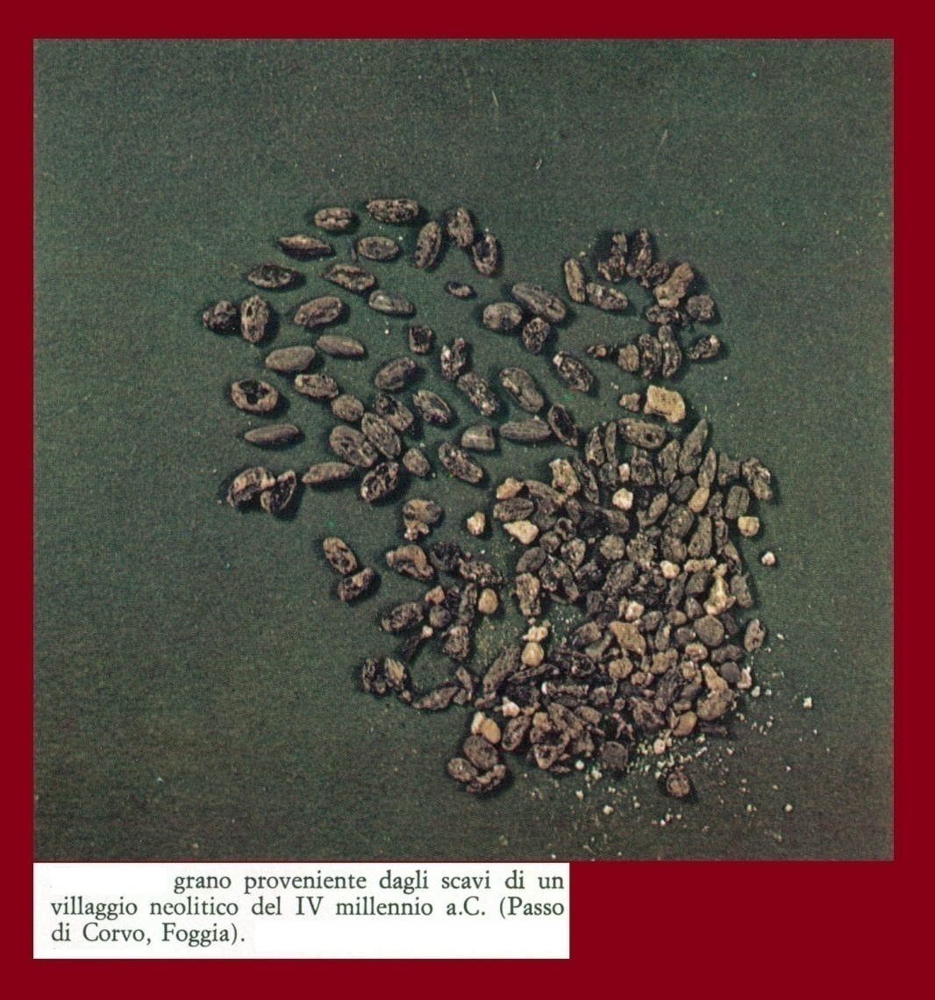 grano proveniente dagli scavi di un
villaggio neolitico del IV millennio a.C. (Passo
di Corvo, Foggia).